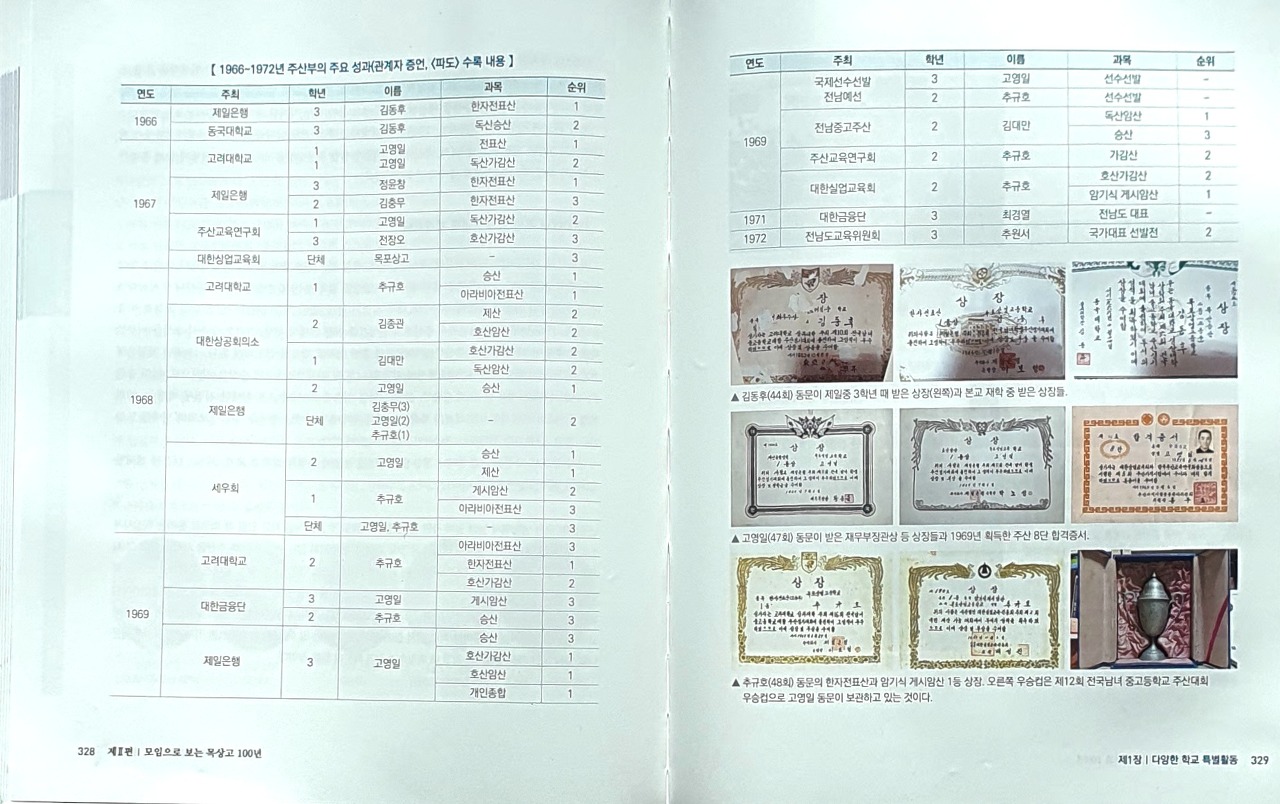 【 1966-1972년 주산부의 주요 성과(관계자 증언, 〈파도〉 수록 내용 】
연도 주최 학년 이름 과목 순위
1966 제일은행 3 김동후 한자전표산 1
동국대학교 3 김동후 독산승산 2
1967 고려대학교 1 고영일 전표산 1
1 고영일 독산가감산 2
제일은행 3 정윤창 한자전표산 1
2 김충무 한자전표산 3
주산교육연구회 1 고영일 독산가감산 2
3 전장오 호산가감산 3
대한상업교육회 단체 목포상고 – 3
1968 고려대학교 1 추규호 승산 1
아라비아전표산 1
대한상공회의소 2 김종관 제산 2
호산암산 2
1 김대만 호산가감산 2
독산암산 2
제일은행 2 고영일 승산 1
단체 김충무(3) – 2
고영일(2)
추규호(1)
세우회 2 고영일 승산 1
제산 1
1 추규호 게시암산 2
아라비아전표산 3
단체 고영일, 추규호 – 3
1969 고려대학교 2 추규호 아라비아전표산 3
한자전표산 1
호산가감산 2
대한금융단 3 고영일 게시암산 3
2 추규호 승산 3
제일은행 3 고영일 승산 3
호산가감산 1
호산암산 1
개인종합 1
328 제Ⅱ편 | 모임으로 보는 목상고 100년
연도 주최 학년 이름 과목 순위
1969 국제선수선발 전남예선 3 고영일 선수선발 –
2 추규호 선수선발 –
전남중고주산 2 김대만 독산암산 1
승산 3
주산교육연구회 2 추규호 가감산 2
대한실업교육회 2 추규호 호산가감산 2
암기식 게시암산 1
1971 대한금융단 3 최경열 전남도 대표 –
1972 전남도교육위원회 3 추원서 국가대표 선발전 2
상 장
김동후
상 장
상 장
▲ 김동후(44회) 동문이 제일중 3학년 때 받은 상장(왼쪽)과 본교 재학 중 받은 상장들.
상 장
상 장
합격증서
▲ 고영일(47회) 동문이 받은 재무부장관상 등 상장들과 1969년 획득한 주산 8단 합격증서.
상 장
상 장
▲ 추규호(48회) 동문의 한자전표산과 암기식 게시암산 1등 상장. 오른쪽 우승컵은 제12회 전국남녀 중고등학교 주산대회
우승컵으로 고영일 동문이 보관하고 있는 것이다.
제1장 | 다양한 학교 특별활동 329